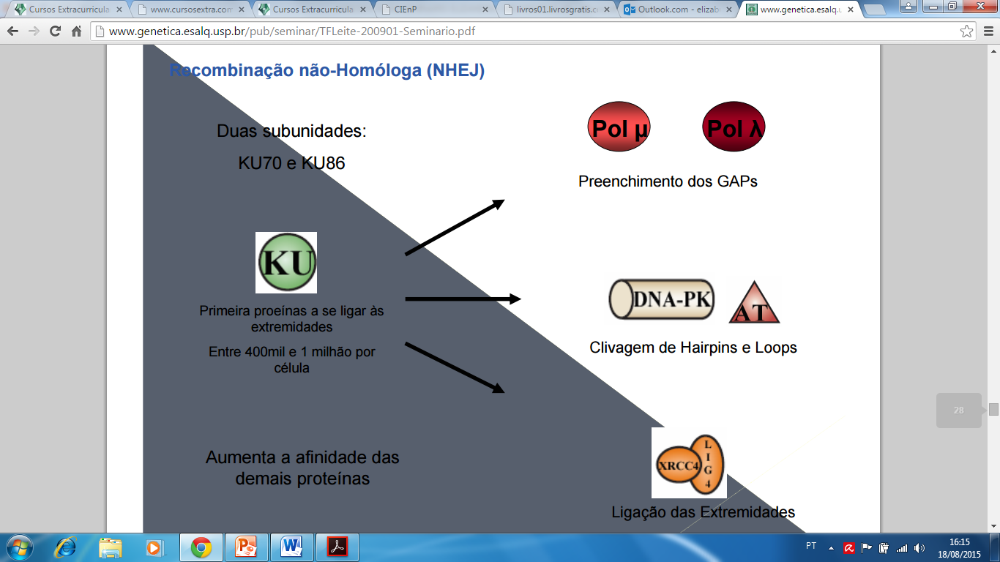 Cursos Extracurricula
www.cursosextra.com
Cursos Extracurricula
CIEnP
livros01.livrosgratis.c
Outlook.com - elizab
www.genetica.esalq.u
www.genetica.esalq.usp.br/pub/seminar/TFLeite-200901-Seminario.pdf
Recombinação não-Homóloga (NHEJ)
Duas subunidades:
KU70 e KU86
Pol µ
Pol λ
Preenchimento dos GAPs
KU
Primeira proeínas a se ligar às
extremidades
Entre 400mil e 1 milhão por
célula
DNA-PK
AT
Clivagem de Hairpins e Loops
28
Aumenta a afinidade das
demais proteínas
XRCC4
LIG4
Ligação das Extremidades
PT
16:15
18/08/2015